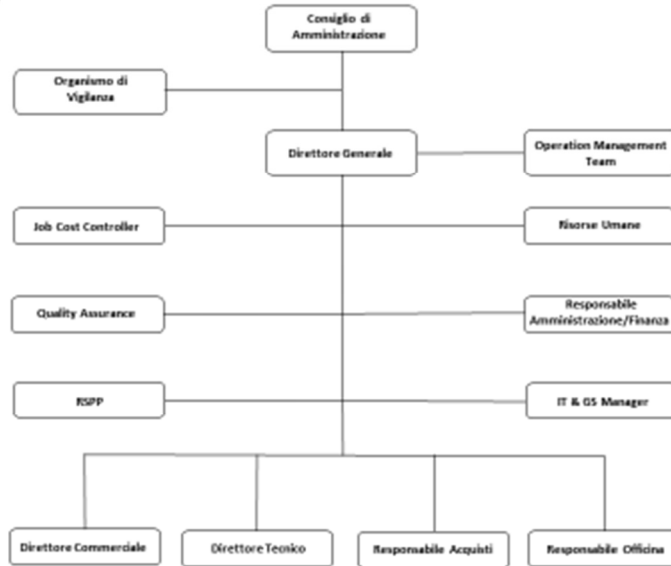 Consiglio di
Amministrazione
Organismo di
Vigilanza
Direttore Generale
Operation Management
Team
Job Cost Controller
Risorse Umane
Quality Assurance
Responsabile
Amministrazione/Finanza
RSPP
IT & GS Manager
Direttore Commerciale
Direttore Tecnico
Responsabile Acquisti
Responsabile Officina